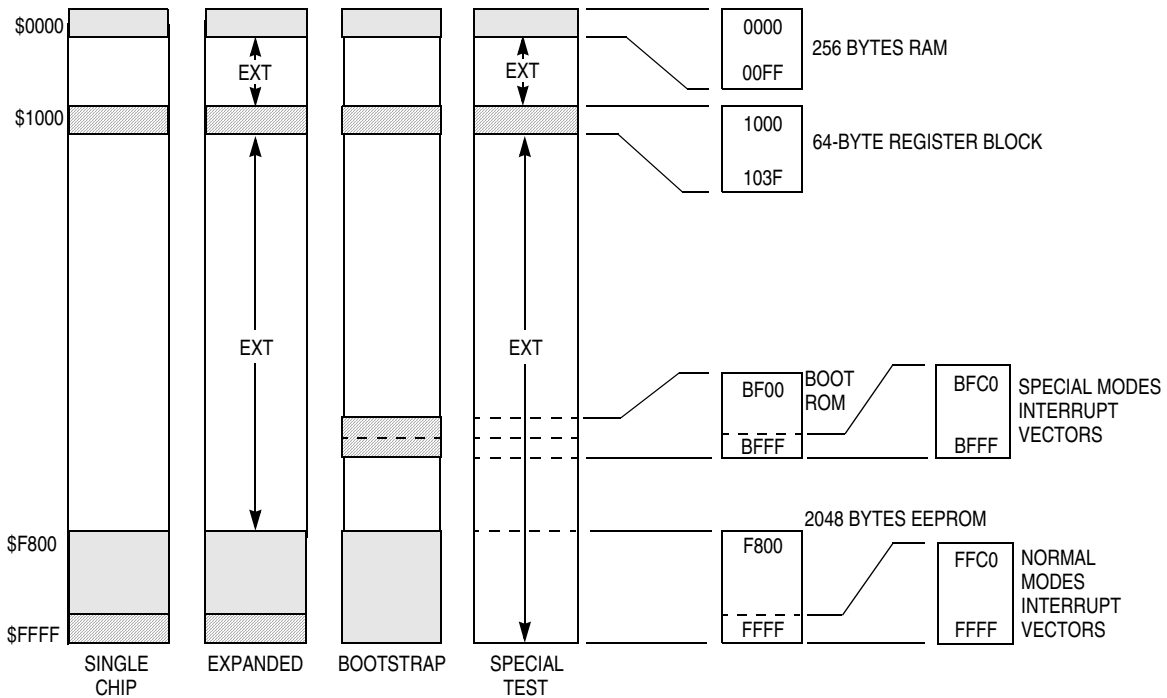 $0000
EXT
EXT
0000
00FF
256 BYTES RAM
$1000
1000
103F
64-BYTE REGISTER BLOCK
EXT
EXT
BF00
BFFF
BOOT
ROM
BFC0
BFFF
SPECIAL MODES
INTERRUPT
VECTORS
2048 BYTES EEPROM
$F800
F800
FFFF
FFC0
FFFF
NORMAL
MODES
INTERRUPT
VECTORS
$FFFF
SINGLE
CHIP
EXPANDED
BOOTSTRAP
SPECIAL
TEST